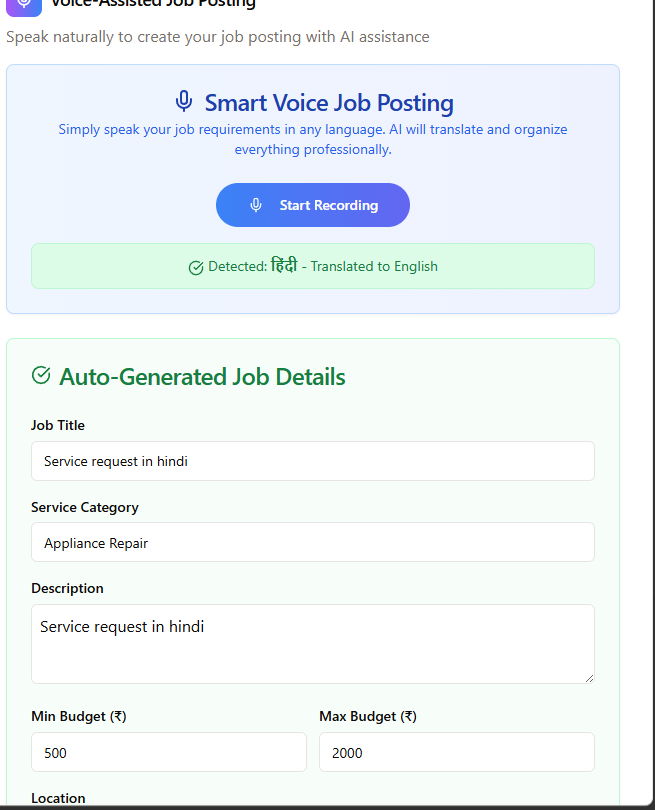 Voice-Assisted Job Posting
Speak naturally to create your job posting with AI assistance
Smart Voice Job Posting
Simply speak your job requirements in any language. AI will translate and organize
everything professionally.
Start Recording
Detected: हिंदी - Translated to English
Auto-Generated Job Details
Job Title
Service request in hindi
Service Category
Appliance Repair
Description
Service request in hindi
Min Budget (₹) Max Budget (₹)
500 2000
Location